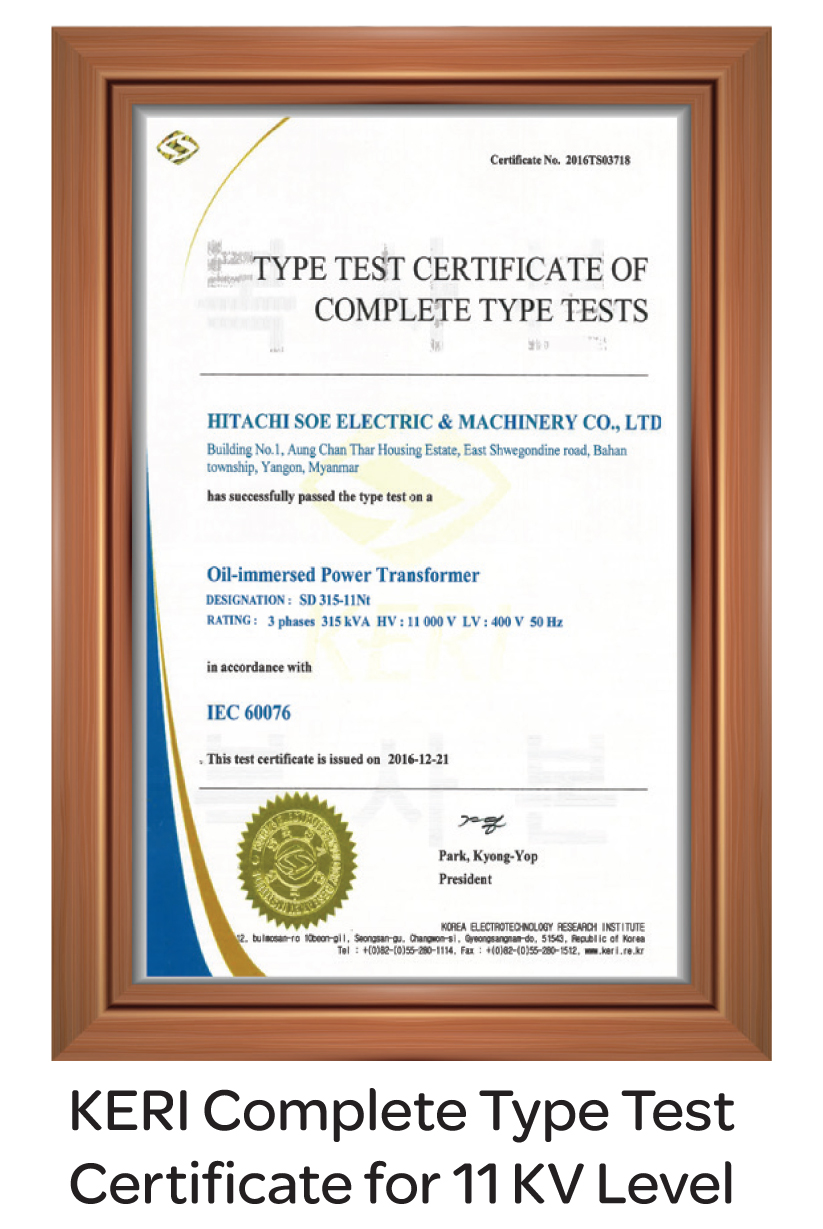 Certificate No. 2016TS03718
TYPE TEST CERTIFICATE OF
COMPLETE TYPE TESTS
HITACHI SOE ELECTRIC & MACHINERY CO., LTD
Building No.1, Aung Chan Thar Housing Estate, East Shwegondine road, Bahan
township, Yangon, Myanmar
has successfully passed the type test on a
Oil-immersed Power Transformer
DESIGNATION : SD 315-11Nt
RATING : 3 phases 315 kVA HV : 11 000 V LV : 400 V 50 Hz
KERI
in accordance with
IEC 60076
This test certificate is issued on 2016-12-21
사본
Park, Kyong-Yop
President
KOREA ELECTROTECHNOLOGY RESEARCH INSTITUTE
12, bulmosan-ro 10beon-gil, Seongsan-gu, Changwon-si, Gyeongsangnam-do, 51543, Republic of Korea
Tel : +(0)82-(0)55-280-1114, Fax : +(0)82-(0)55-280-1512, www.keri.re.kr
KERI Complete Type Test
Certificate for 11 KV Level